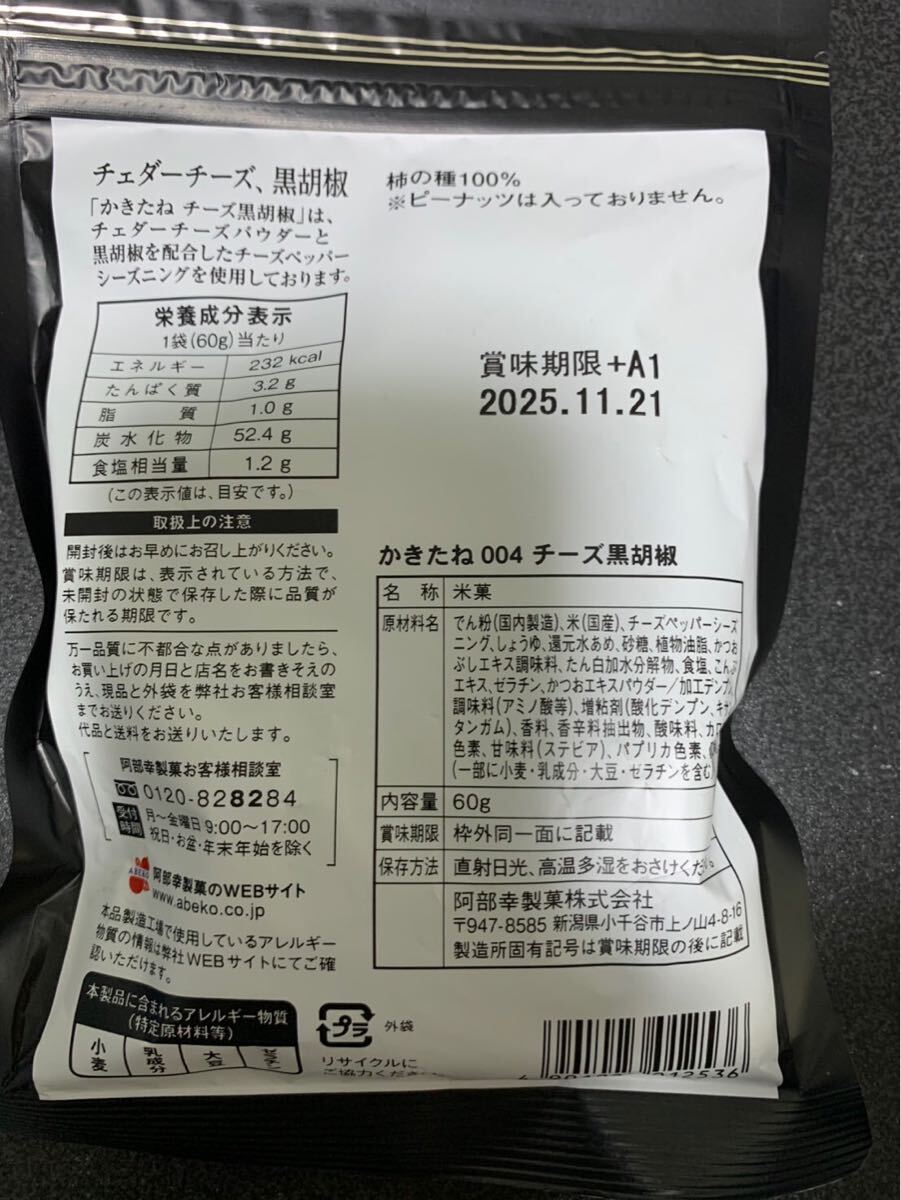 チェダーチーズ、黒胡椒
「かきたね チーズ黒胡椒」は、
チェダーチーズパウダーと
黒胡椒を配合したチーズペッパー
シーズニングを使用しております。
栄養成分表示
1袋(60g)当たり
エネルギー 232 kcal
たんぱく質 3.2 g
脂質 1.0 g
炭水化物 52.4 g
食塩相当量 1.2 g
(この表示値は、目安です。)
取扱上の注意
開封後はお早めにお召し上がりください。
賞味期限は、表示されている方法で、
未開封の状態で保存した際に品質が
保たれる期限です。
万一品質に不都合な点がありましたら、
お買い上げの月日と店名をお書きそえの
うえ、現品と外袋を弊社お客様相談室
までお送りください。
代品と送料をお送りいたします。
阿部幸製菓お客様相談室
0120-828284
受付時間 月～金曜日 9:00～17:00
祝日・お盆・年末年始を除く
ABEKO 阿部幸製菓のWEBサイト
www.abeko.co.jp
本品製造工場で使用しているアレルギー
物質の情報は弊社WEBサイトにてご確
認いただけます。
本製品に含まれるアレルギー物質
(特定原材料等)
小麦 乳成分 大豆 ゼラチン
柿の種100%
※ピーナッツは入っておりません。
賞味期限+A1
2025.11.21
かきたね 004 チーズ黒胡椒
名称 米菓
原材料名 でん粉(国内製造)、米(国産)、チーズペッパーシーズ
ニング、しょうゆ、還元水あめ、砂糖、植物油脂、かつお
ぶしエキス調味料、たん白加水分解物、食塩、こんぶ
エキス、ゼラチン、かつおエキスパウダー/加工デンプン、
調味料(アミノ酸等)、増粘剤(酸化デンプン、キサ
タンガム)、香料、香辛料抽出物、酸味料、カロ
色素、甘味料(ステビア)、パプリカ色素、
(一部に小麦・乳成分・大豆・ゼラチンを含む)
内容量 60g
賞味期限 枠外同一面に記載
保存方法 直射日光、高温多湿をおさけください。
阿部幸製菓株式会社
〒947-8585 新潟県小千谷市上ノ山4-8-16
製造所固有記号は賞味期限の後に記載
プラ 外袋
リサイクルに
ご協力くださ